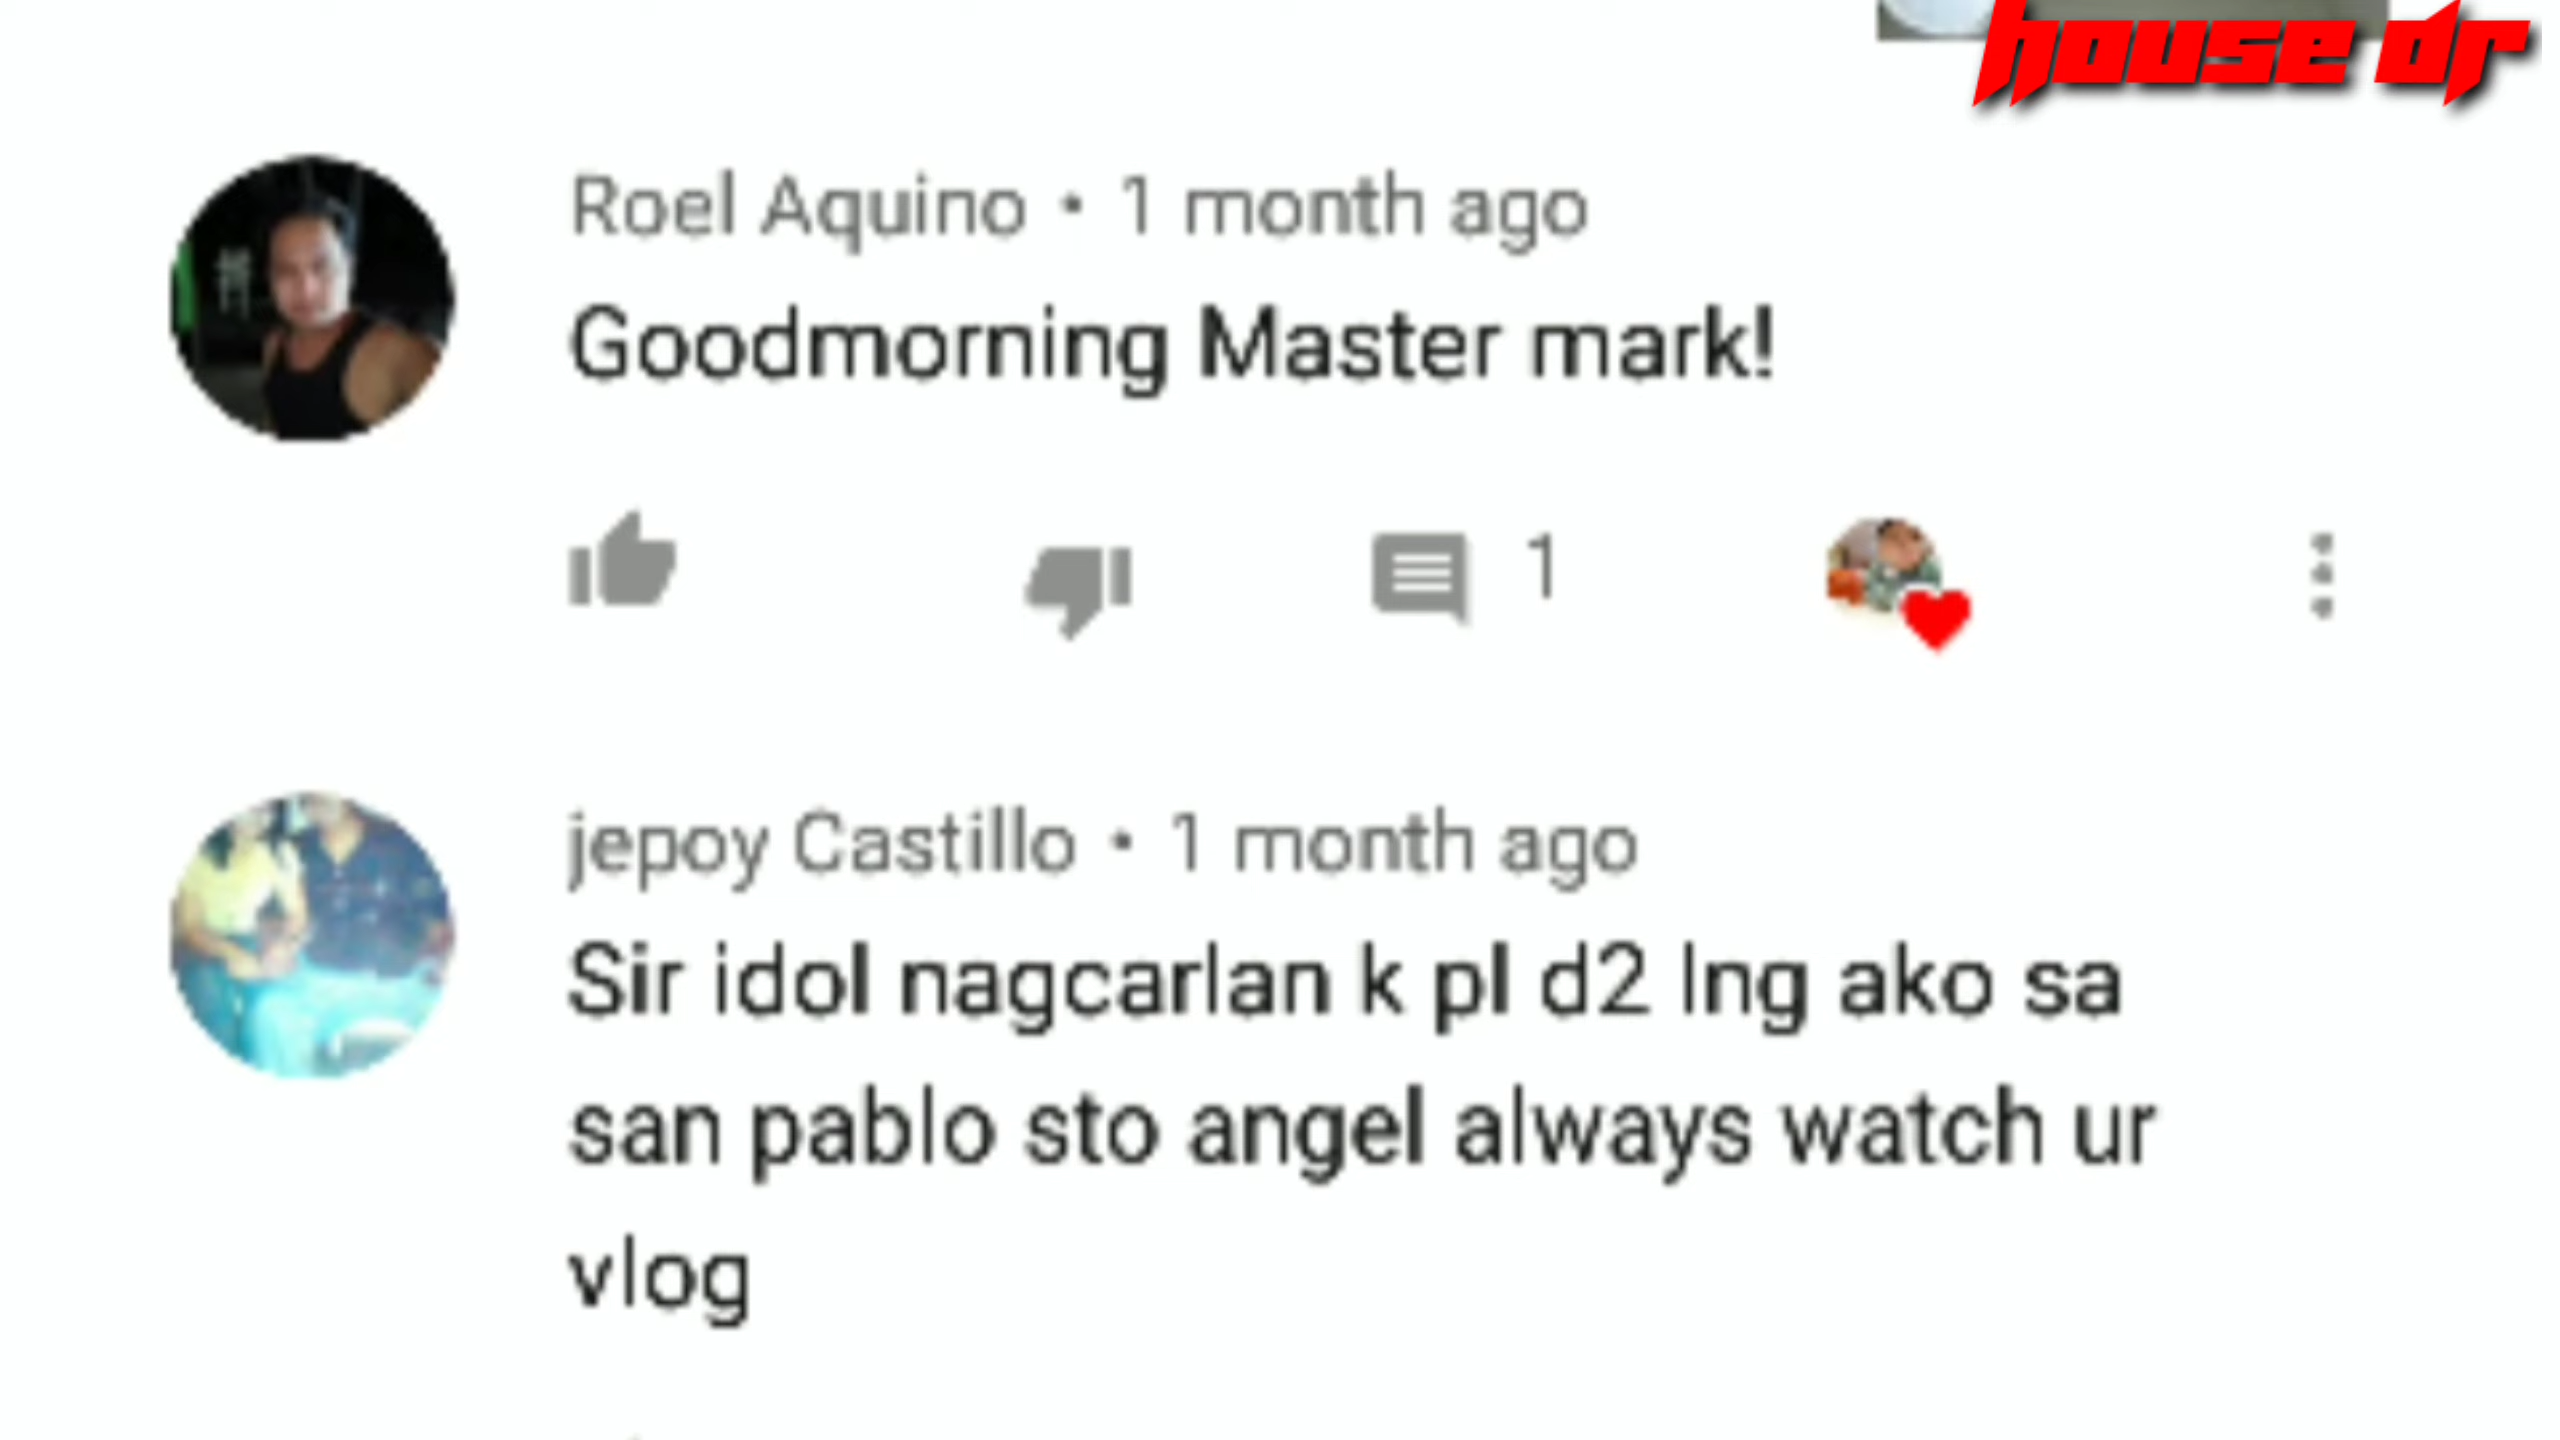 house dr
Roel Aquino • 1 month ago
Goodmorning Master mark!
1
jepoy Castillo • 1 month ago
Sir idol nagcarlan k pl d2 lng ako sa
san pablo sto angel always watch ur
vlog